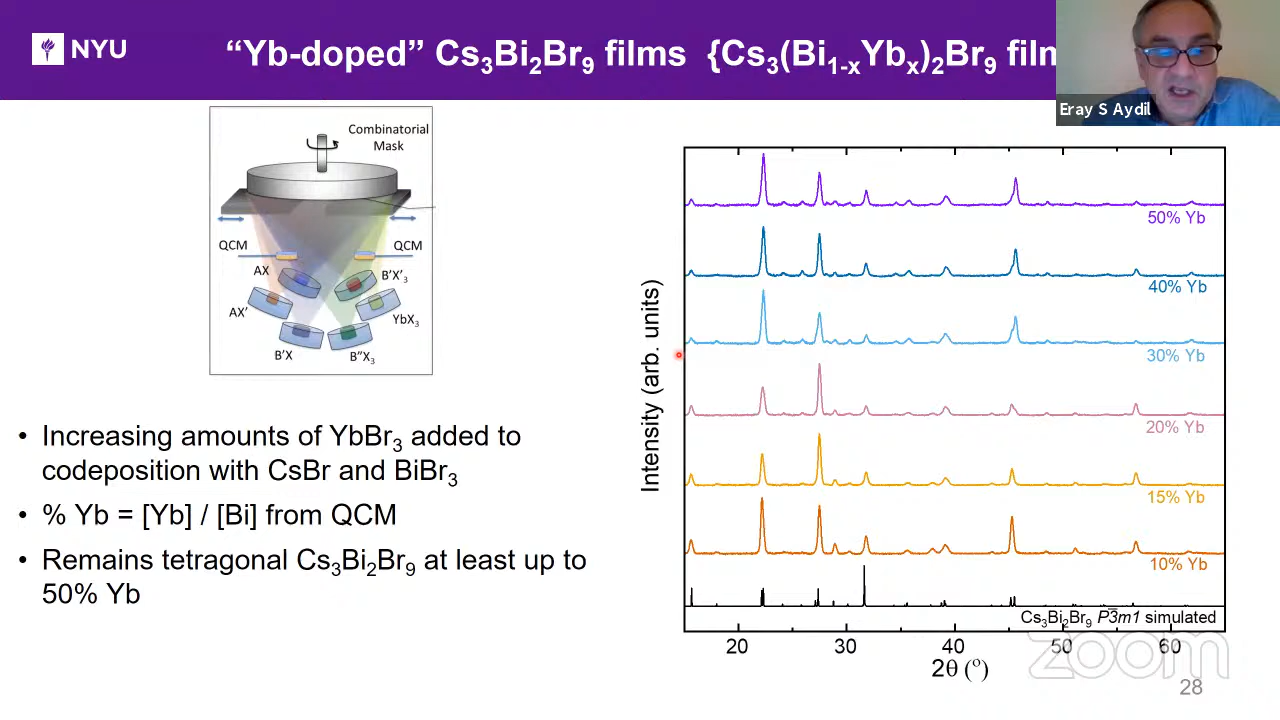 NYU
“Yb-doped” Cs₃Bi₂Br₉ films {Cs₃(Bi₁₋ₓYbₓ)₂Br₉ film
Eray S Aydil
Combinatorial
Mask
QCM
QCM
AX
B’X’₃
AX’
YbX₃
B’X
B”X₃
• Increasing amounts of YbBr₃ added to
codeposition with CsBr and BiBr₃
• % Yb = [Yb] / [Bi] from QCM
• Remains tetragonal Cs₃Bi₂Br₉ at least up to
50% Yb
Intensity (arb. units)
50% Yb
40% Yb
30% Yb
20% Yb
15% Yb
10% Yb
Cs₃Bi₂Br₉ P3̅m1 simulated
20 30 40 50 60
2θ (°)
zoom
28